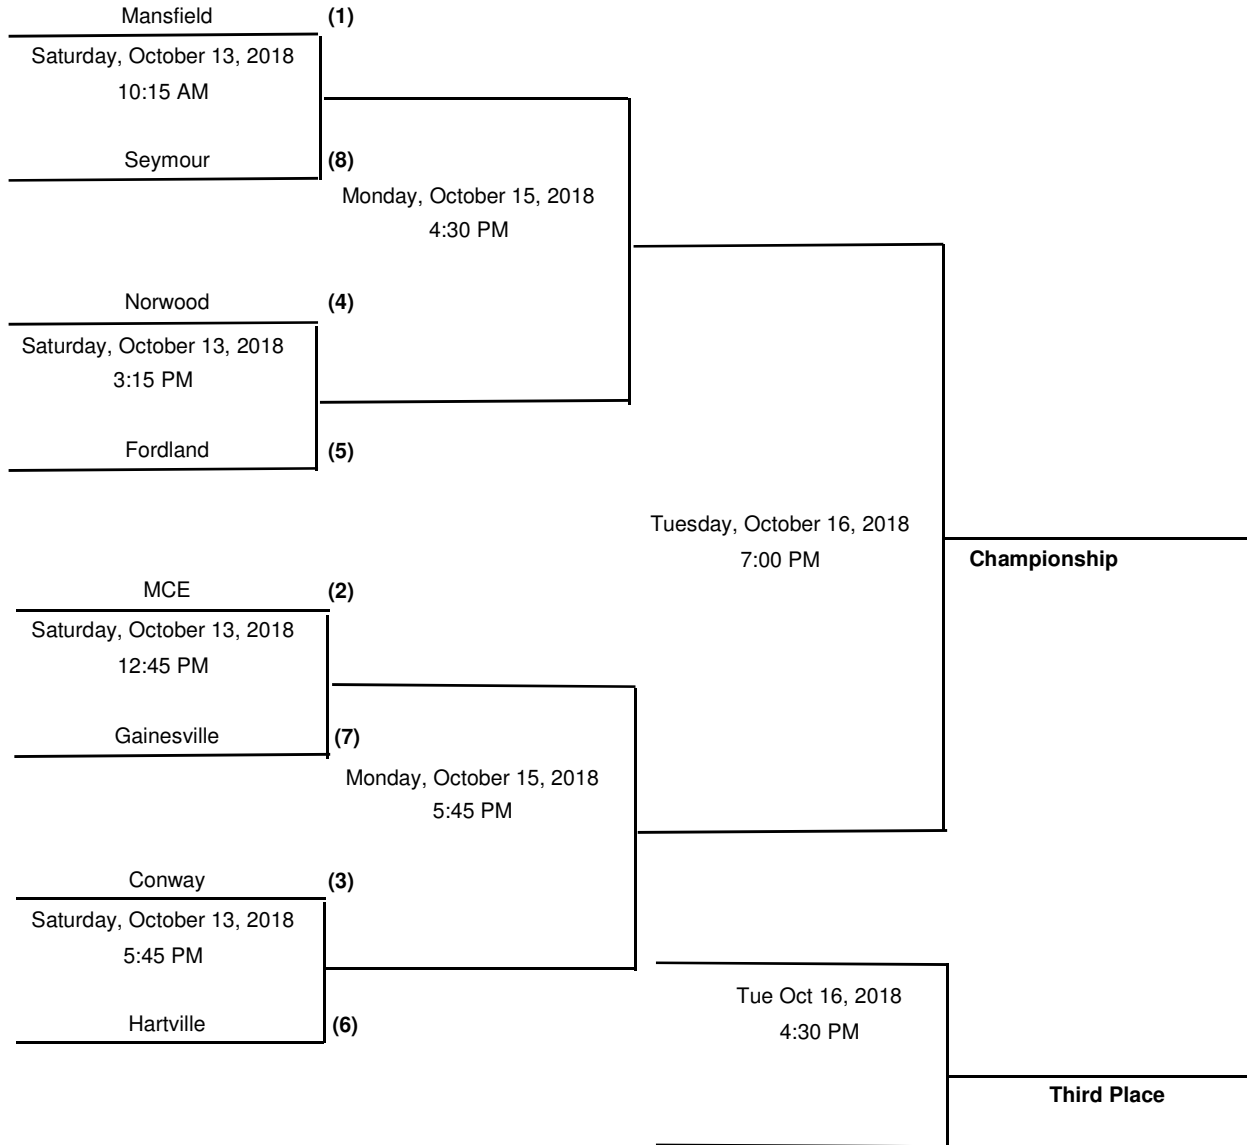 Mansfield (1)
Saturday, October 13, 2018
10:15 AM
Seymour (8)
Monday, October 15, 2018
4:30 PM
Norwood (4)
Saturday, October 13, 2018
3:15 PM
Fordland (5)
Tuesday, October 16, 2018
7:00 PM
Championship
MCE (2)
Saturday, October 13, 2018
12:45 PM
Gainesville (7)
Monday, October 15, 2018
5:45 PM
Conway (3)
Saturday, October 13, 2018
5:45 PM
Hartville (6)
Tue Oct 16, 2018
4:30 PM
Third Place